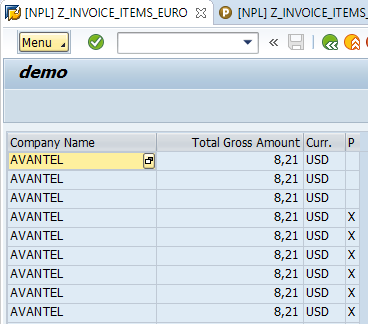 [NPL] Z_INVOICE_ITEMS_EURO [NPL] Z_INVOICE_ITEMS_
Menu
demo
Company Name Total Gross Amount Curr. P
AVANTEL 8,21 USD
AVANTEL 8,21 USD
AVANTEL 8,21 USD
AVANTEL 8,21 USD X
AVANTEL 8,21 USD X
AVANTEL 8,21 USD X
AVANTEL 8,21 USD X
AVANTEL 8,21 USD X
AVANTEL 8,21 USD X